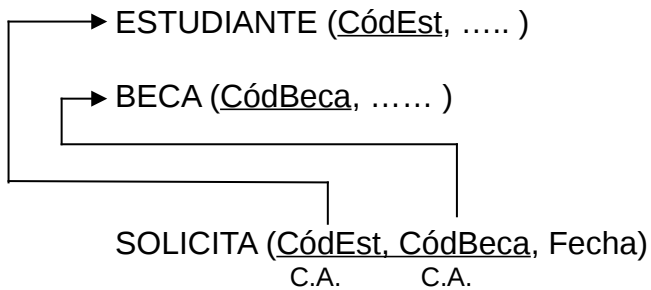 ESTUDIANTE (CódEst, ….. )
BECA (CódBeca, …… )
SOLICITA (CódEst, CódBeca, Fecha)
C.A. C.A.